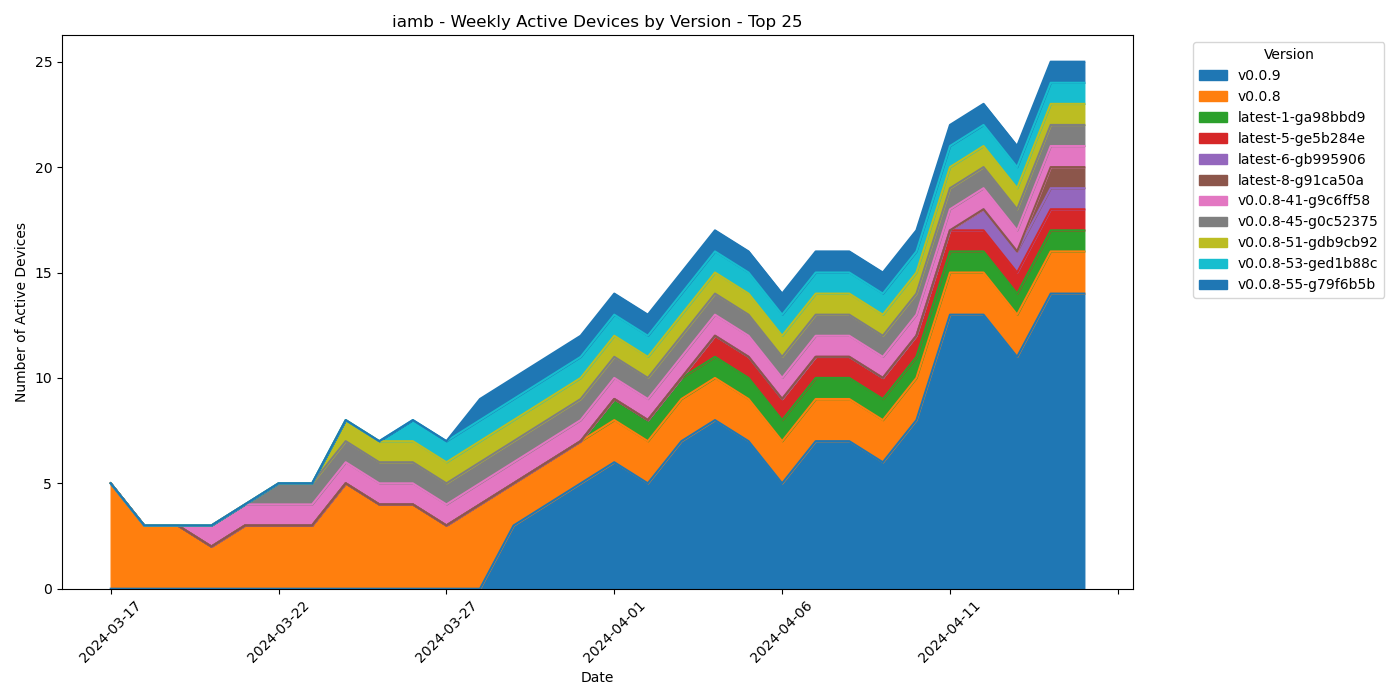 iamb - Weekly Active Devices by Version - Top 25
Number of Active Devices
25
20
15
10
5
0
2024-03-17
2024-03-22
2024-03-27
2024-04-01
2024-04-06
2024-04-11
Date
Version
v0.0.9
v0.0.8
latest-1-ga98bbd9
latest-5-ge5b284e
latest-6-gb995906
latest-8-g91ca50a
v0.0.8-41-g9c6ff58
v0.0.8-45-g0c52375
v0.0.8-51-gdb9cb92
v0.0.8-53-ged1b88c
v0.0.8-55-g79f6b5b